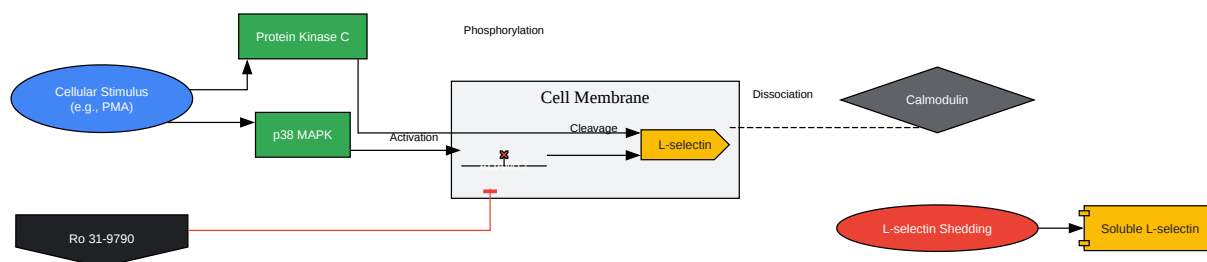 Phosphorylation
Protein Kinase C
Cellular Stimulus
(e.g., PMA)
Cell Membrane
Dissociation
Calmodulin
p38 MAPK
Activation
Cleavage
L-selectin
Ro 31-9790
L-selectin Shedding
Soluble L-selectin